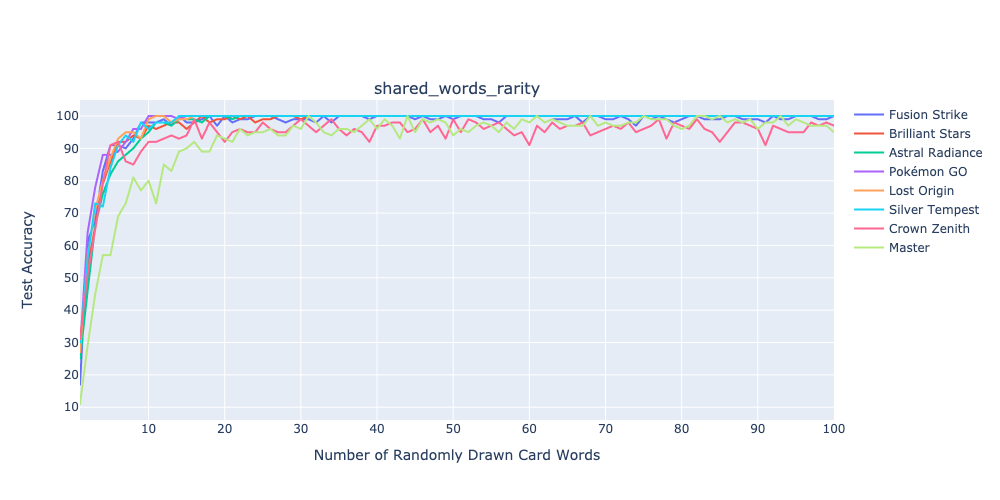 shared_words_rarity
100
90
80
70
60
50
40
30
20
10
Test Accuracy
10 20 30 40 50 60 70 80 90 100
Number of Randomly Drawn Card Words
Fusion Strike
Brilliant Stars
Astral Radiance
Pokémon GO
Lost Origin
Silver Tempest
Crown Zenith
Master